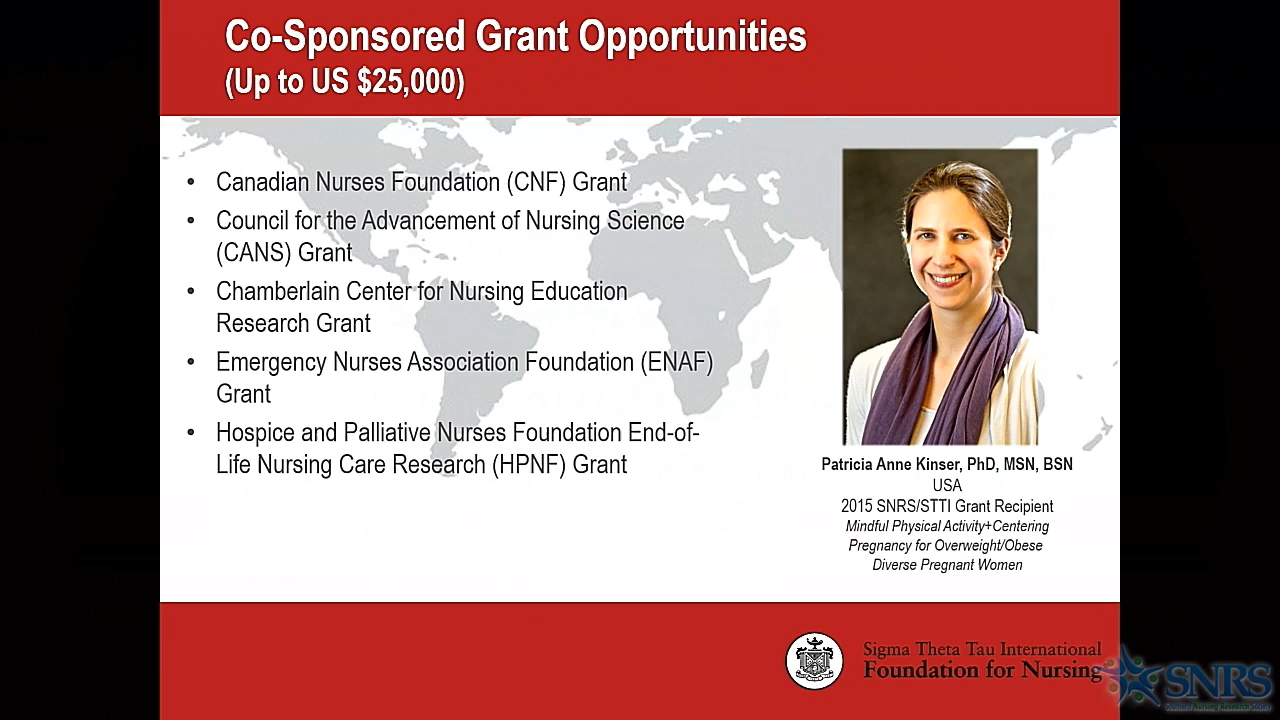 Co-Sponsored Grant Opportunities
(Up to US $25,000)
• Canadian Nurses Foundation (CNF) Grant
• Council for the Advancement of Nursing Science
(CANS) Grant
• Chamberlain Center for Nursing Education
Research Grant
• Emergency Nurses Association Foundation (ENAF)
Grant
• Hospice and Palliative Nurses Foundation End-of-
Life Nursing Care Research (HPNF) Grant
Patricia Anne Kinser, PhD, MSN, BSN
USA
2015 SNRS/STTI Grant Recipient
Mindful Physical Activity+Centering
Pregnancy for Overweight/Obese
Diverse Pregnant Women
Sigma Theta Tau International
Foundation for Nursing
SNRS
Southern Nursing Research Society